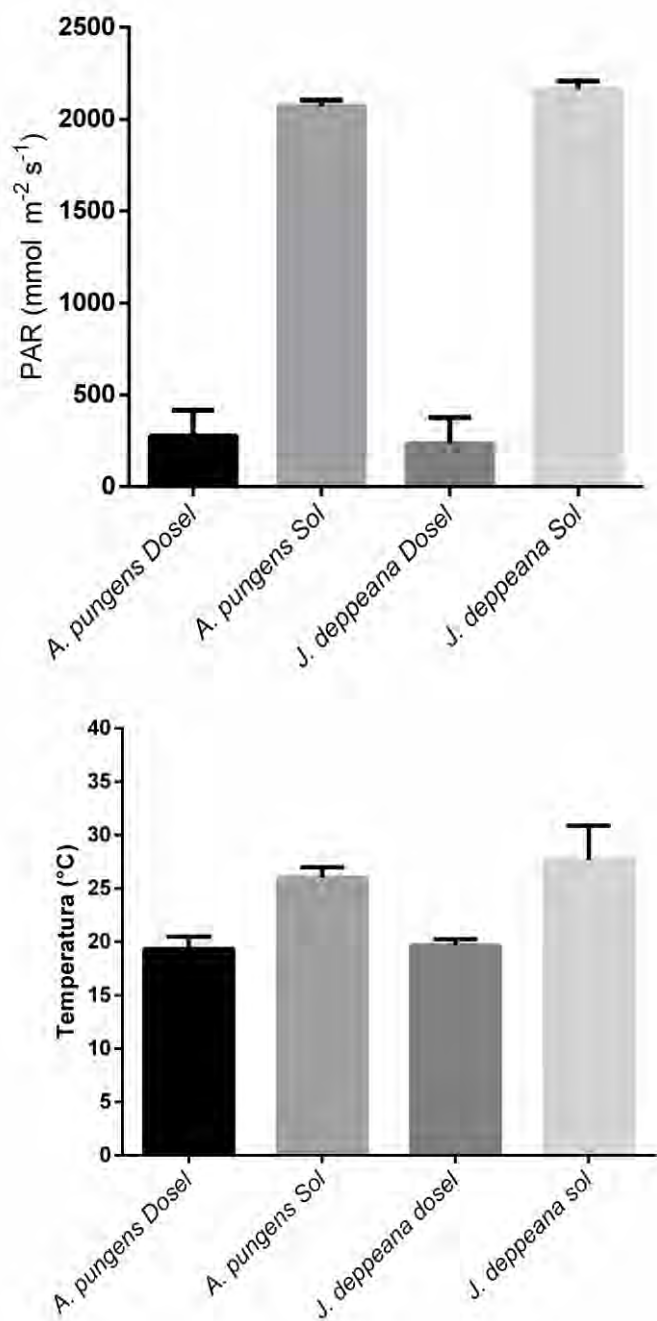 2500
2000
1500
1000
500
0
PAR (mmol m⁻² s⁻¹)
A. pungens Dosel
A. pungens Sol
J. deppeana Dosel
J. deppeana Sol
40
35
30
25
20
15
10
5
0
Temperatura (°C)
A. pungens Dosel
A. pungens Sol
J. deppeana dosel
J. deppeana sol